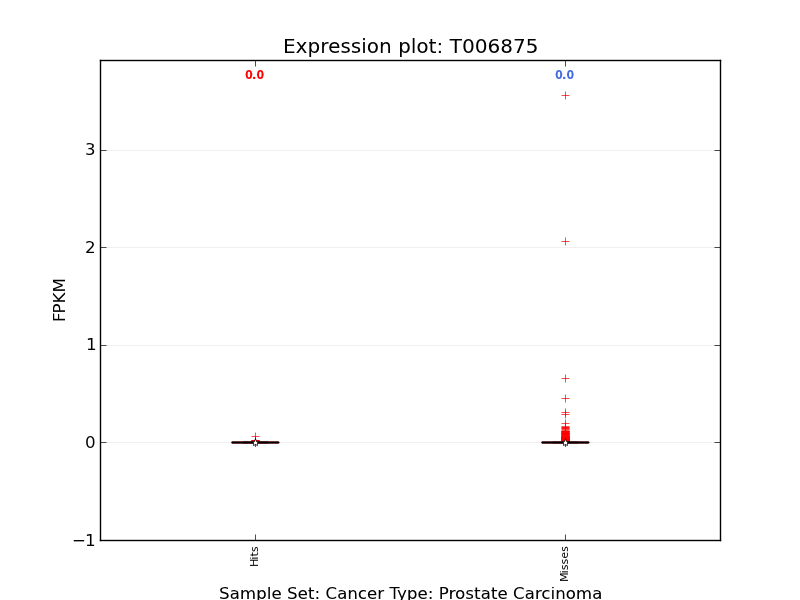 Expression plot: T006875
0.0
0.0
3
2
1
0
−1
FPKM
Hits
Misses
Sample Set: Cancer Type: Prostate Carcinoma